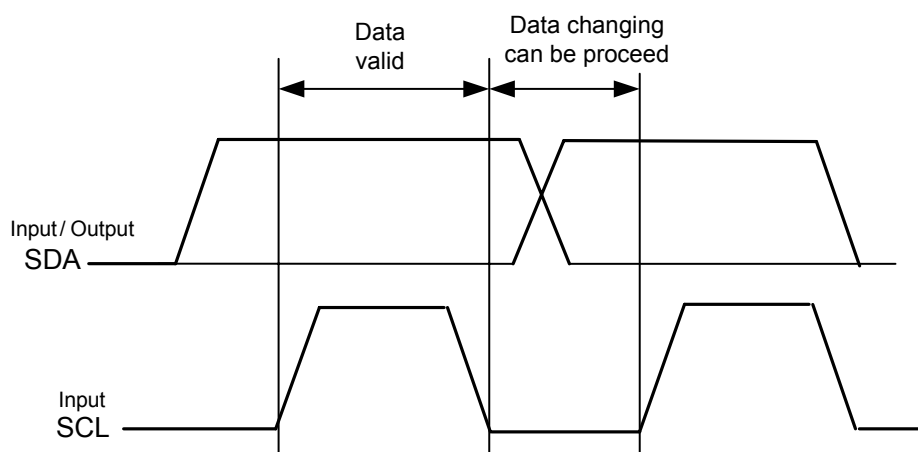 Data
valid
Data changing
can be proceed
Input / Output
SDA
Input
SCL